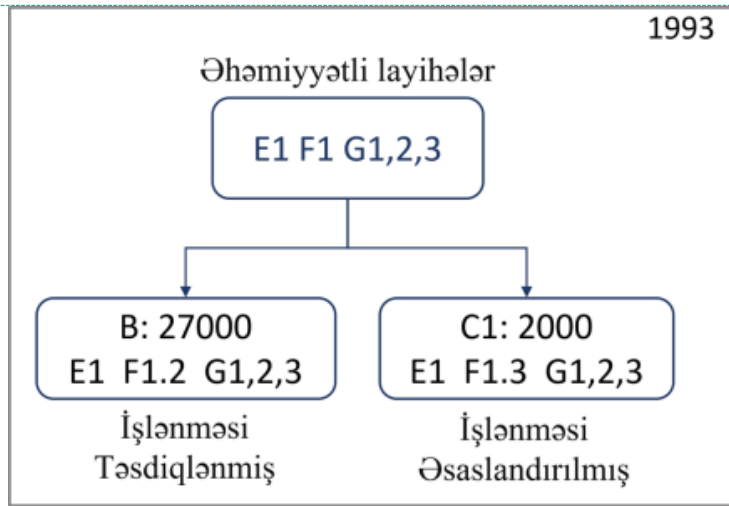 1993
Əhəmiyyətli layihələr
E1 F1 G1,2,3
B: 27000
E1 F1.2 G1,2,3
C1: 2000
E1 F1.3 G1,2,3
İşlənməsi
Təsdiqlənmiş
İşlənməsi
Əsaslandırılmış